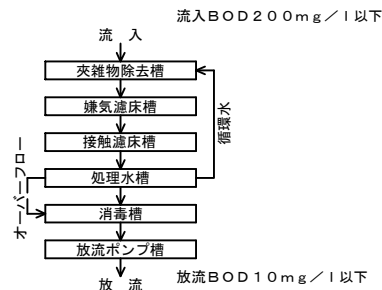 流入ＢＯＤ２００ｍｇ／ｌ以下
流　入
夾雑物除去槽
嫌気濾床槽
接触濾床槽
循環水
処理水槽
オーバーフロー
消毒槽
放流ポンプ槽
放　流
放流ＢＯＤ１０ｍｇ／ｌ以下